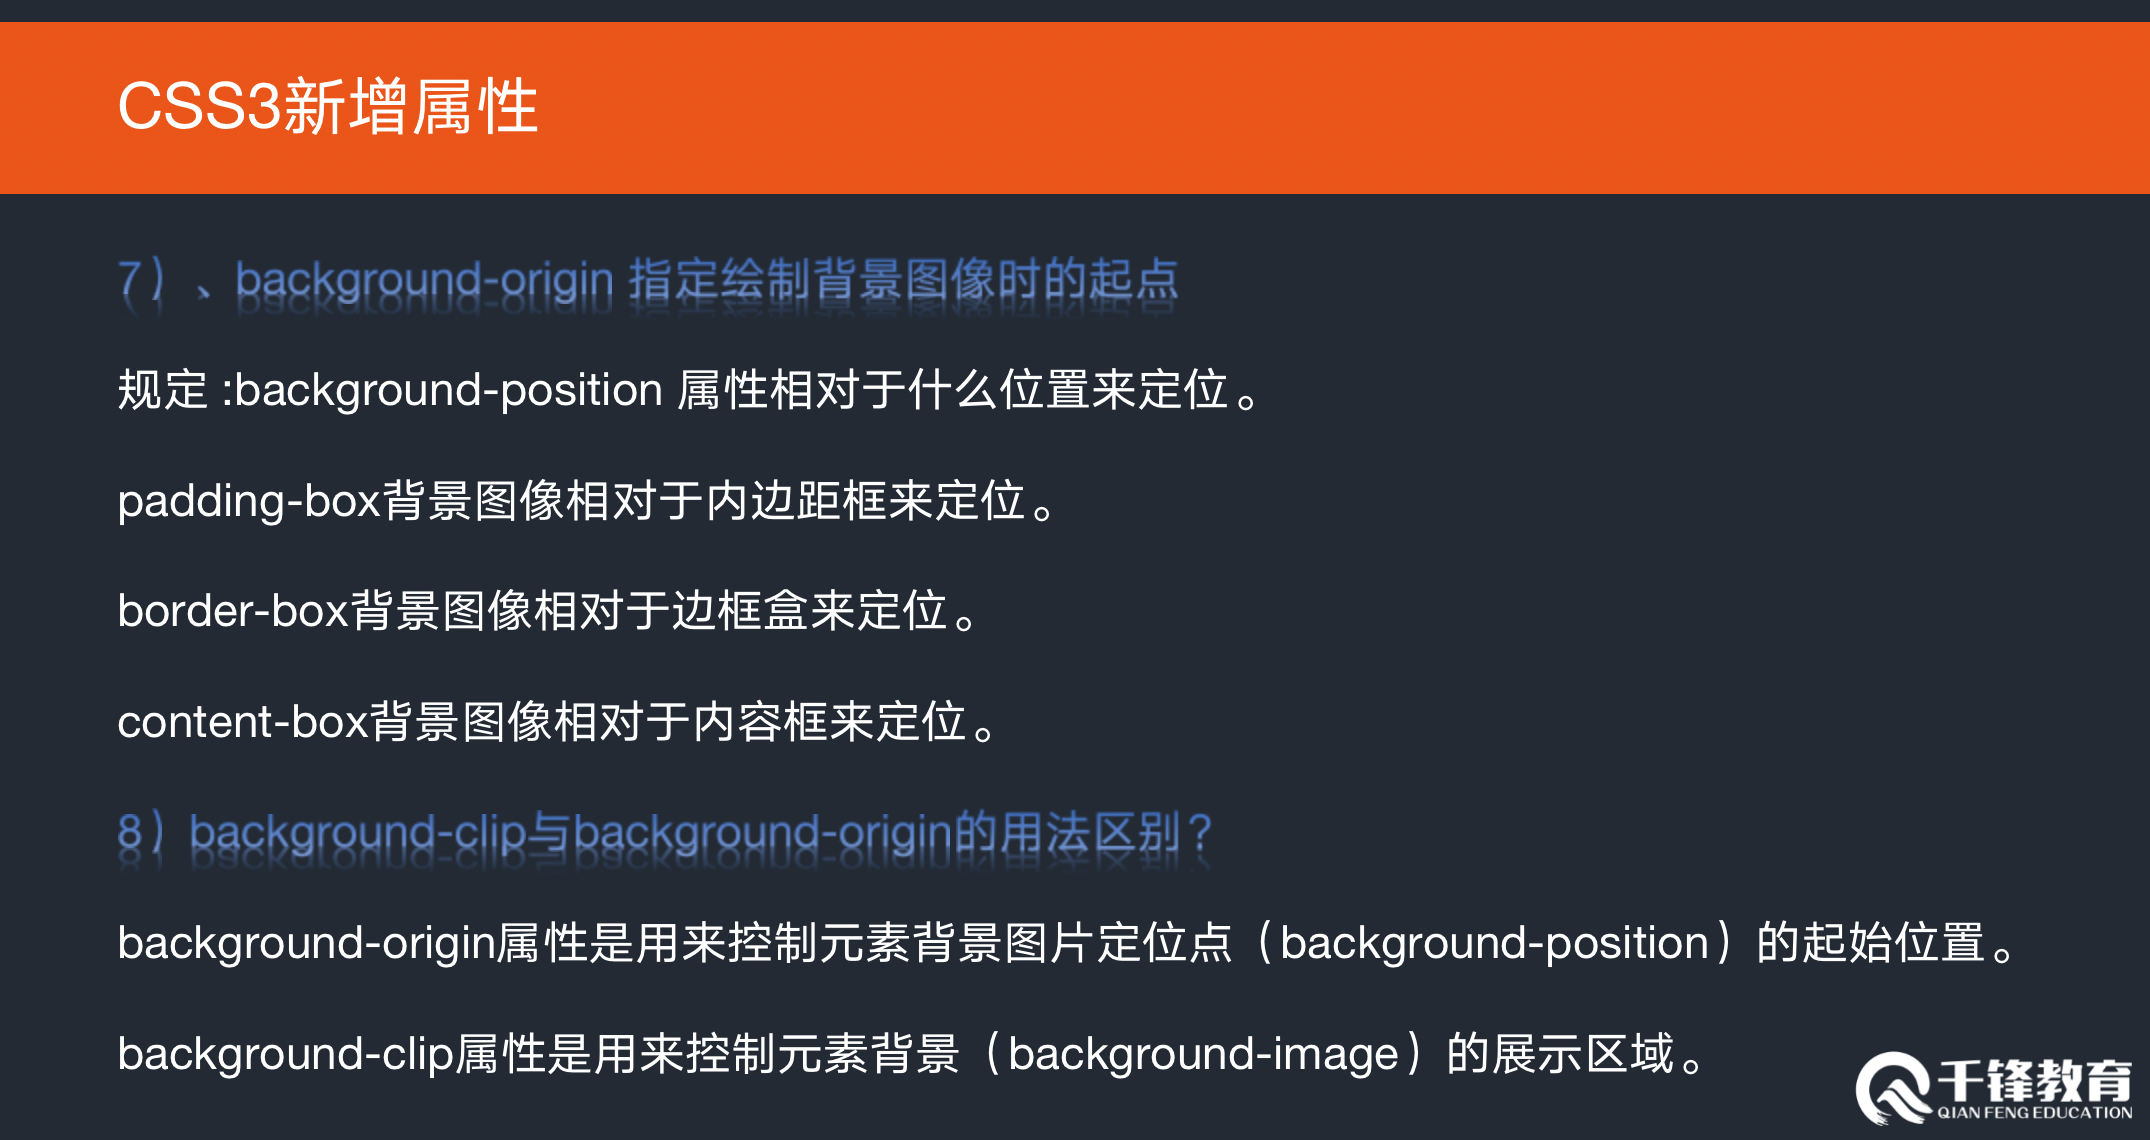 CSS3新增属性
7）、background-origin 指定绘制背景图像时的起点
规定 :background-position 属性相对于什么位置来定位。
padding-box背景图像相对于内边距框来定位。
border-box背景图像相对于边框盒来定位。
content-box背景图像相对于内容框来定位。
8）background-clip与background-origin的用法区别？
background-origin属性是用来控制元素背景图片定位点（background-position）的起始位置。
background-clip属性是用来控制元素背景（background-image）的展示区域。
千锋教育
QIAN FENG EDUCATION